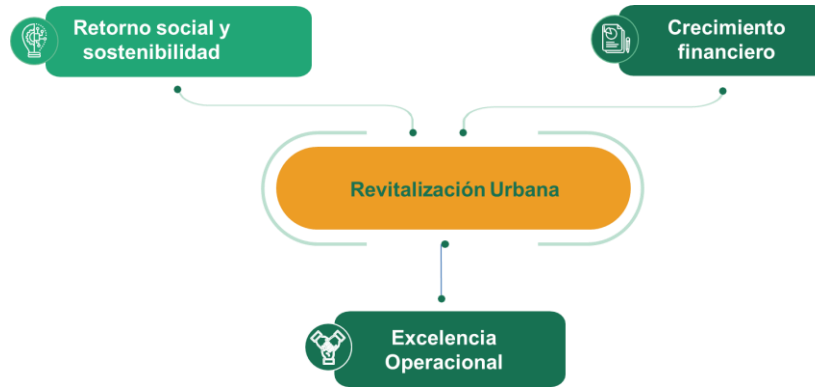 Retorno social y
sostenibilidad
Crecimiento
financiero
Revitalización Urbana
Excelencia
Operacional